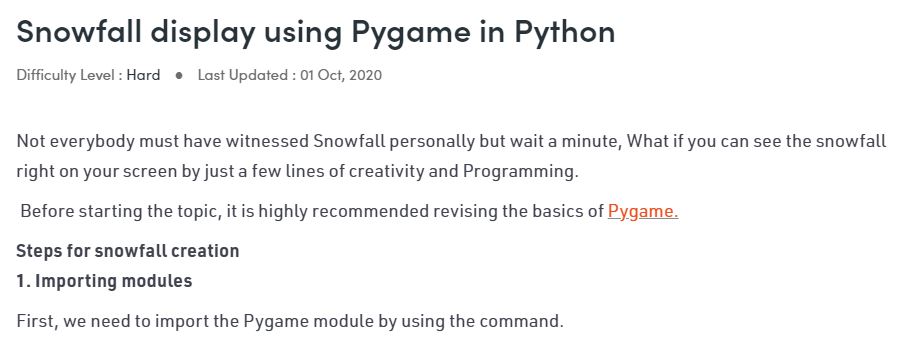 Snowfall display using Pygame in Python
Difficulty Level : Hard ● Last Updated : 01 Oct, 2020
Not everybody must have witnessed Snowfall personally but wait a minute, What if you can see the snowfall
right on your screen by just a few lines of creativity and Programming.
Before starting the topic, it is highly recommended revising the basics of Pygame.
Steps for snowfall creation
1. Importing modules
First, we need to import the Pygame module by using the command.